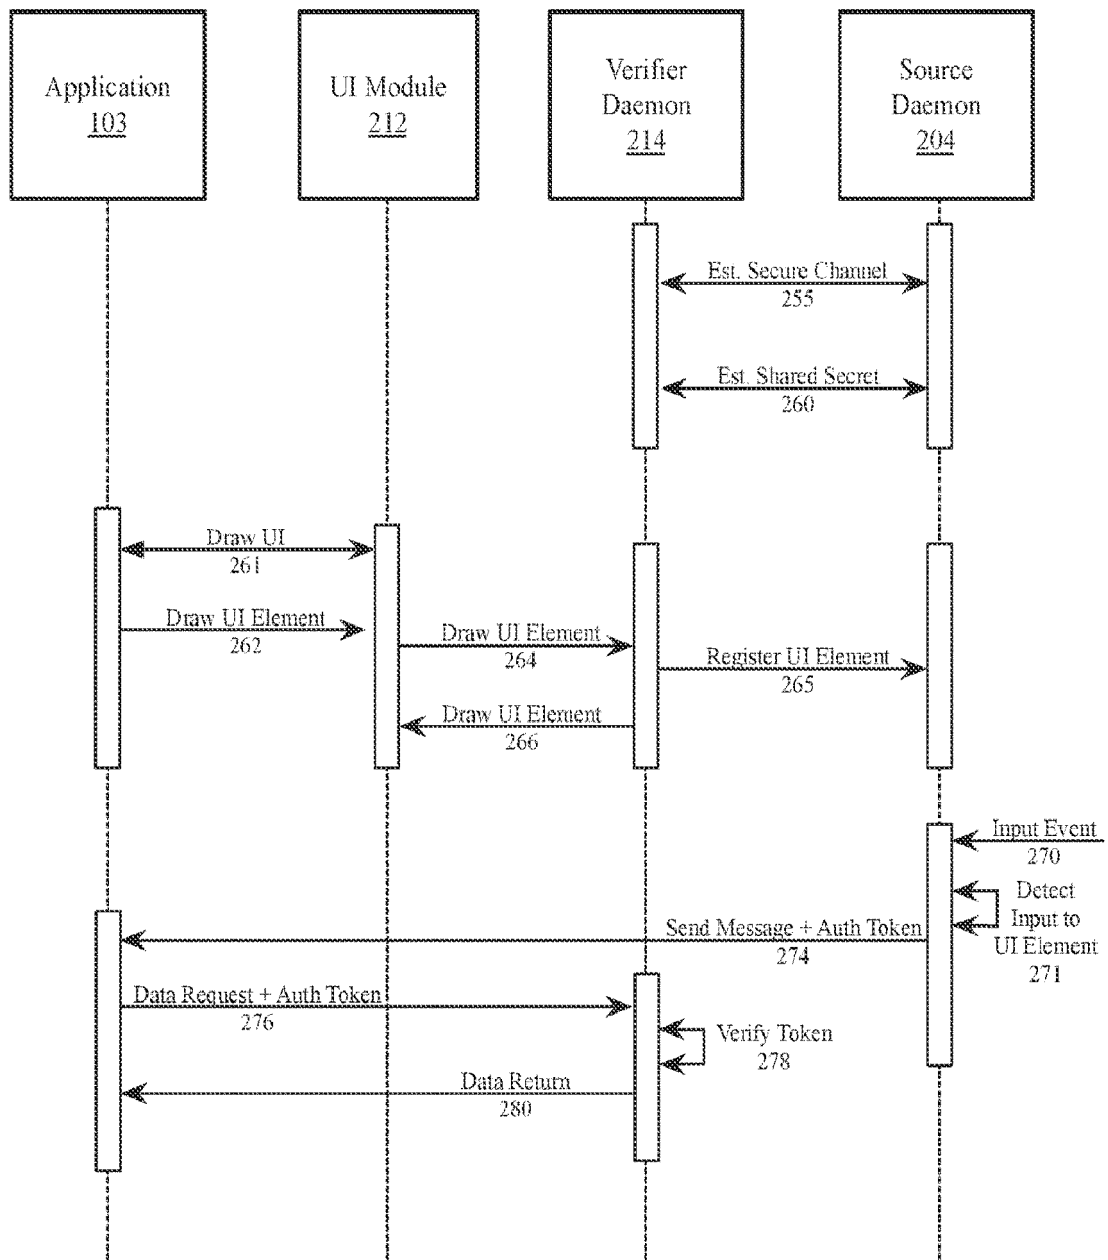 Application
103
UI Module
212
Verifier
Daemon
214
Source
Daemon
204
Est. Secure Channel
255
Est. Shared Secret
260
Draw UI
261
Draw UI Element
262
Draw UI Element
264
Register UI Element
265
Draw UI Element
266
Input Event
270
Detect
Input to
UI Element
271
Send Message + Auth Token
274
Data Request + Auth Token
276
Verify Token
278
Data Return
280